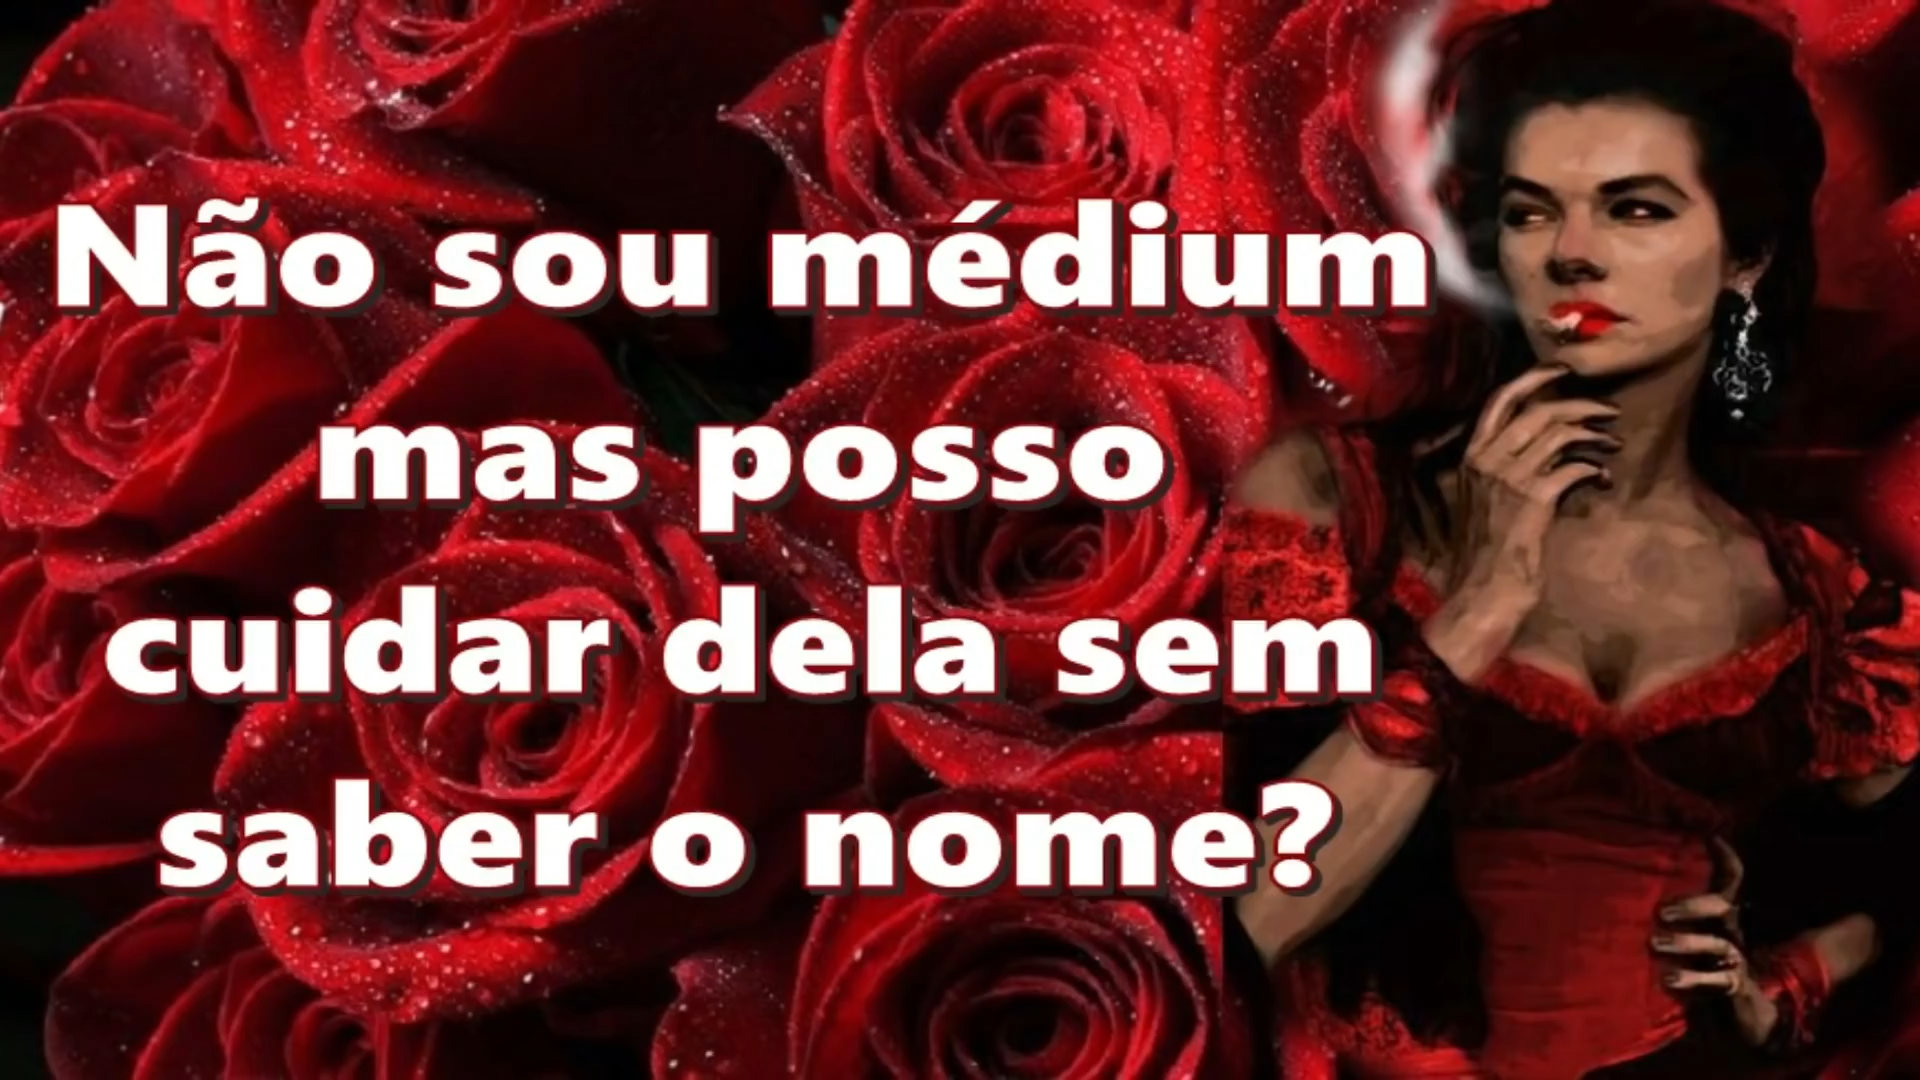 Não sou médium
mas posso
cuidar dela sem
saber o nome?